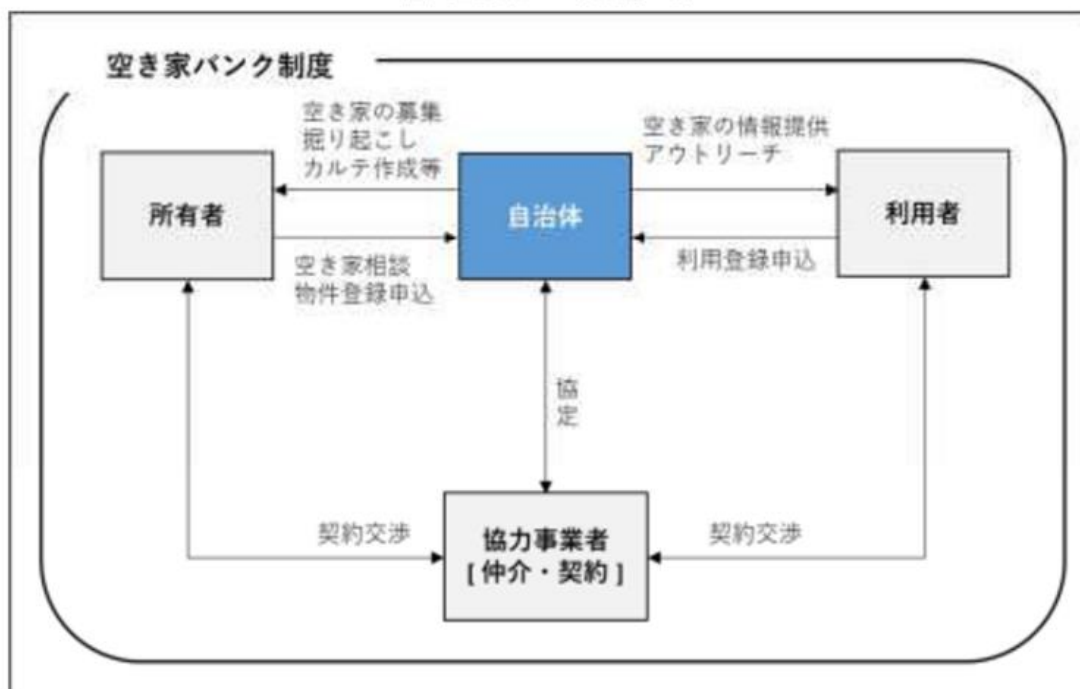 空き家バンク制度
空き家の募集
掘り起こし
カルテ作成等
空き家の情報提供
アウトリーチ
所有者
自治体
利用者
空き家相談
物件登録申込
利用登録申込
協
定
契約交渉
協力事業者
[ 仲介・契約 ]
契約交渉